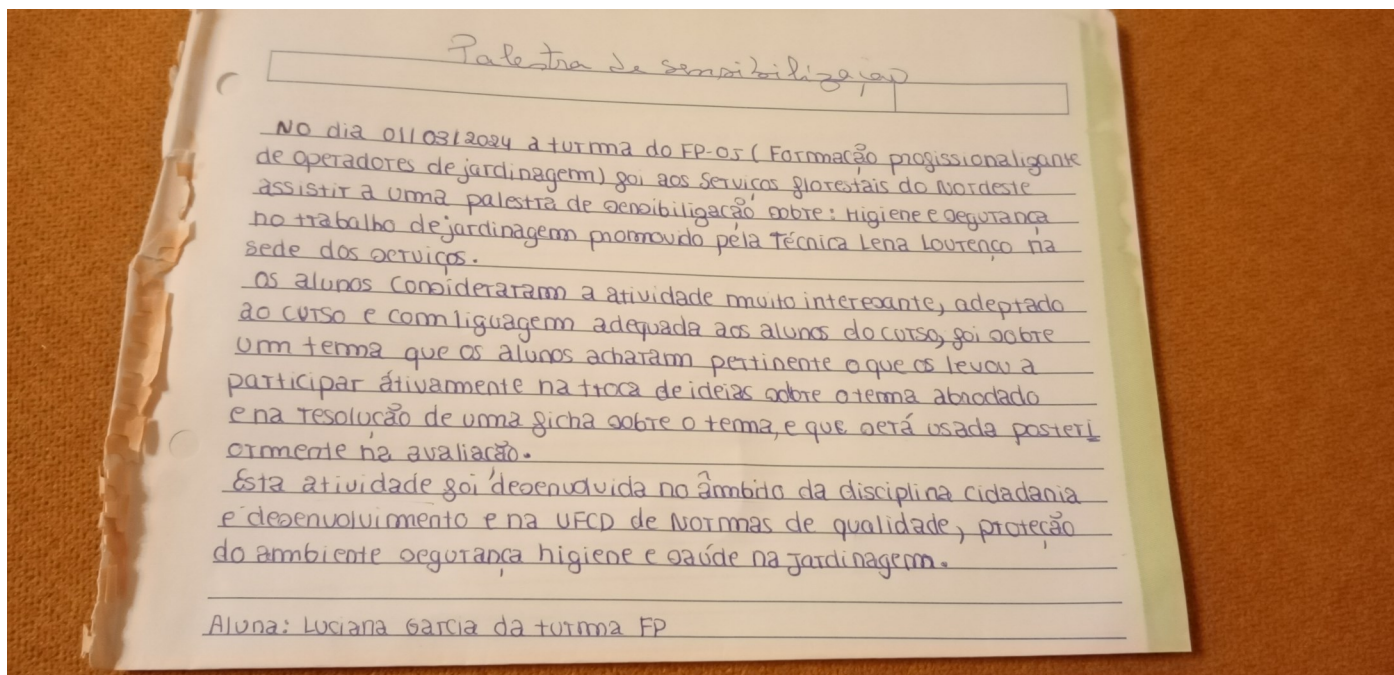 Palestra de sensibilização
No dia 01/03/2024 a turma do FP-05 (Formação profissionalizante
de operadores de jardinagem) foi aos Serviços florestais do Nordeste
assistir a uma palestra de sensibilização sobre: Higiene e segurança
no trabalho de jardinagem promovido péla Técnica Lena Lourenço na
sede dos serviços.
Os alunos consideraram a atividade muito interesante, adeptado
ao curso e com liguagem adequada aos alunos do curso, foi sobre
um tema que os alunos acharam pertinente o que os levou a
participar átivamente na troca de ideias sobre o tema abnodado
e na resolução de uma ficha sobre o tema, e que será usada posteri
ormente na avaliação.
Esta atividade foi desenvolvida no âmbito da disciplina cidadania
e desenvolvimento e na UFCD de Normas de qualidade, proteção
do ambiente segurança higiene e saúde na Jardinagem.
Aluna: Luciana Garcia da turma FP